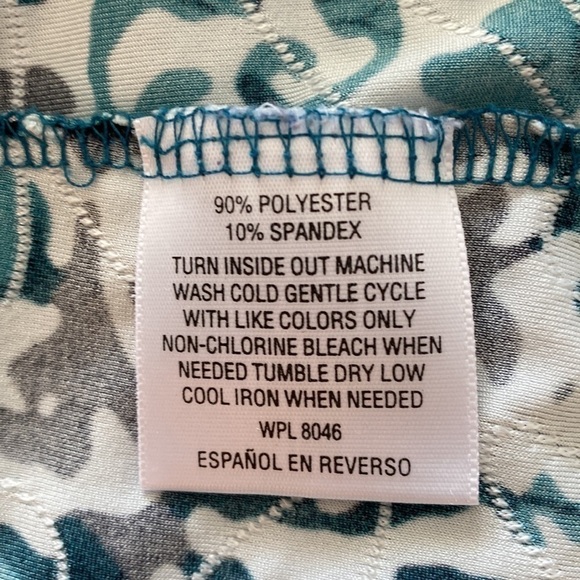 90% POLYESTER
10% SPANDEX
TURN INSIDE OUT MACHINE
WASH COLD GENTLE CYCLE
WITH LIKE COLORS ONLY
NON-CHLORINE BLEACH WHEN
NEEDED TUMBLE DRY LOW
COOL IRON WHEN NEEDED
WPL 8046
ESPAÑOL EN REVERSO